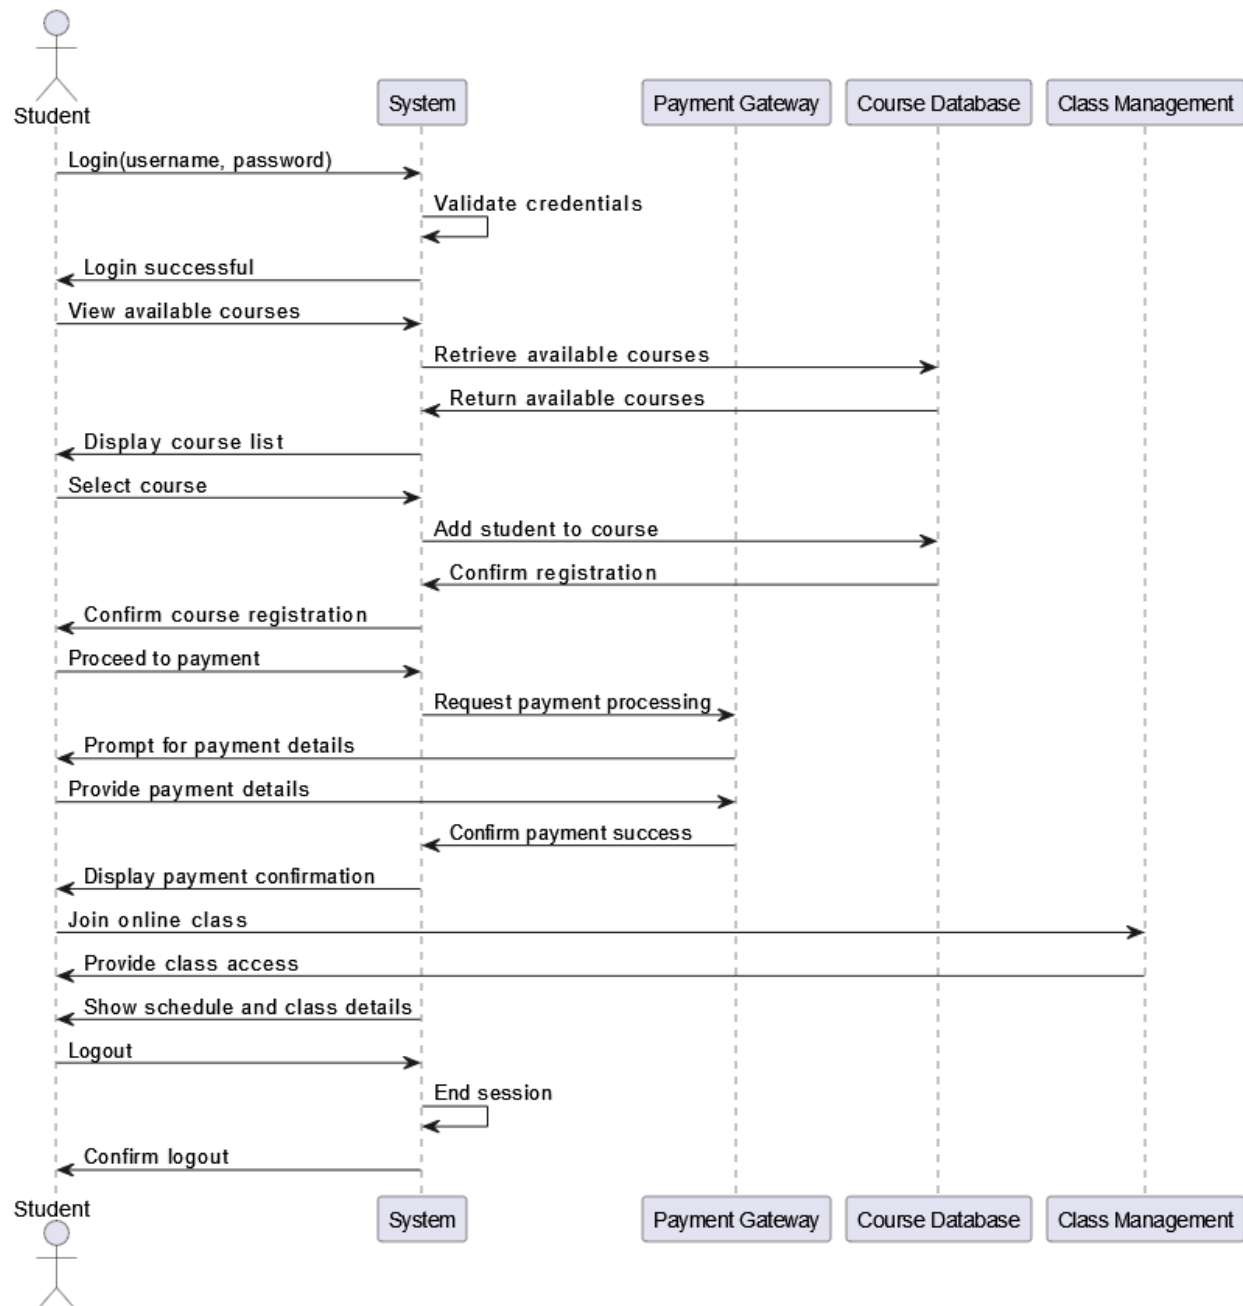 Student
System
Payment Gateway
Course Database
Class Management
Login(username, password)
Validate credentials
Login successful
View available courses
Retrieve available courses
Return available courses
Display course list
Select course
Add student to course
Confirm registration
Confirm course registration
Proceed to payment
Request payment processing
Prompt for payment details
Provide payment details
Confirm payment success
Display payment confirmation
Join online class
Provide class access
Show schedule and class details
Logout
End session
Confirm logout
Student
System
Payment Gateway
Course Database
Class Management